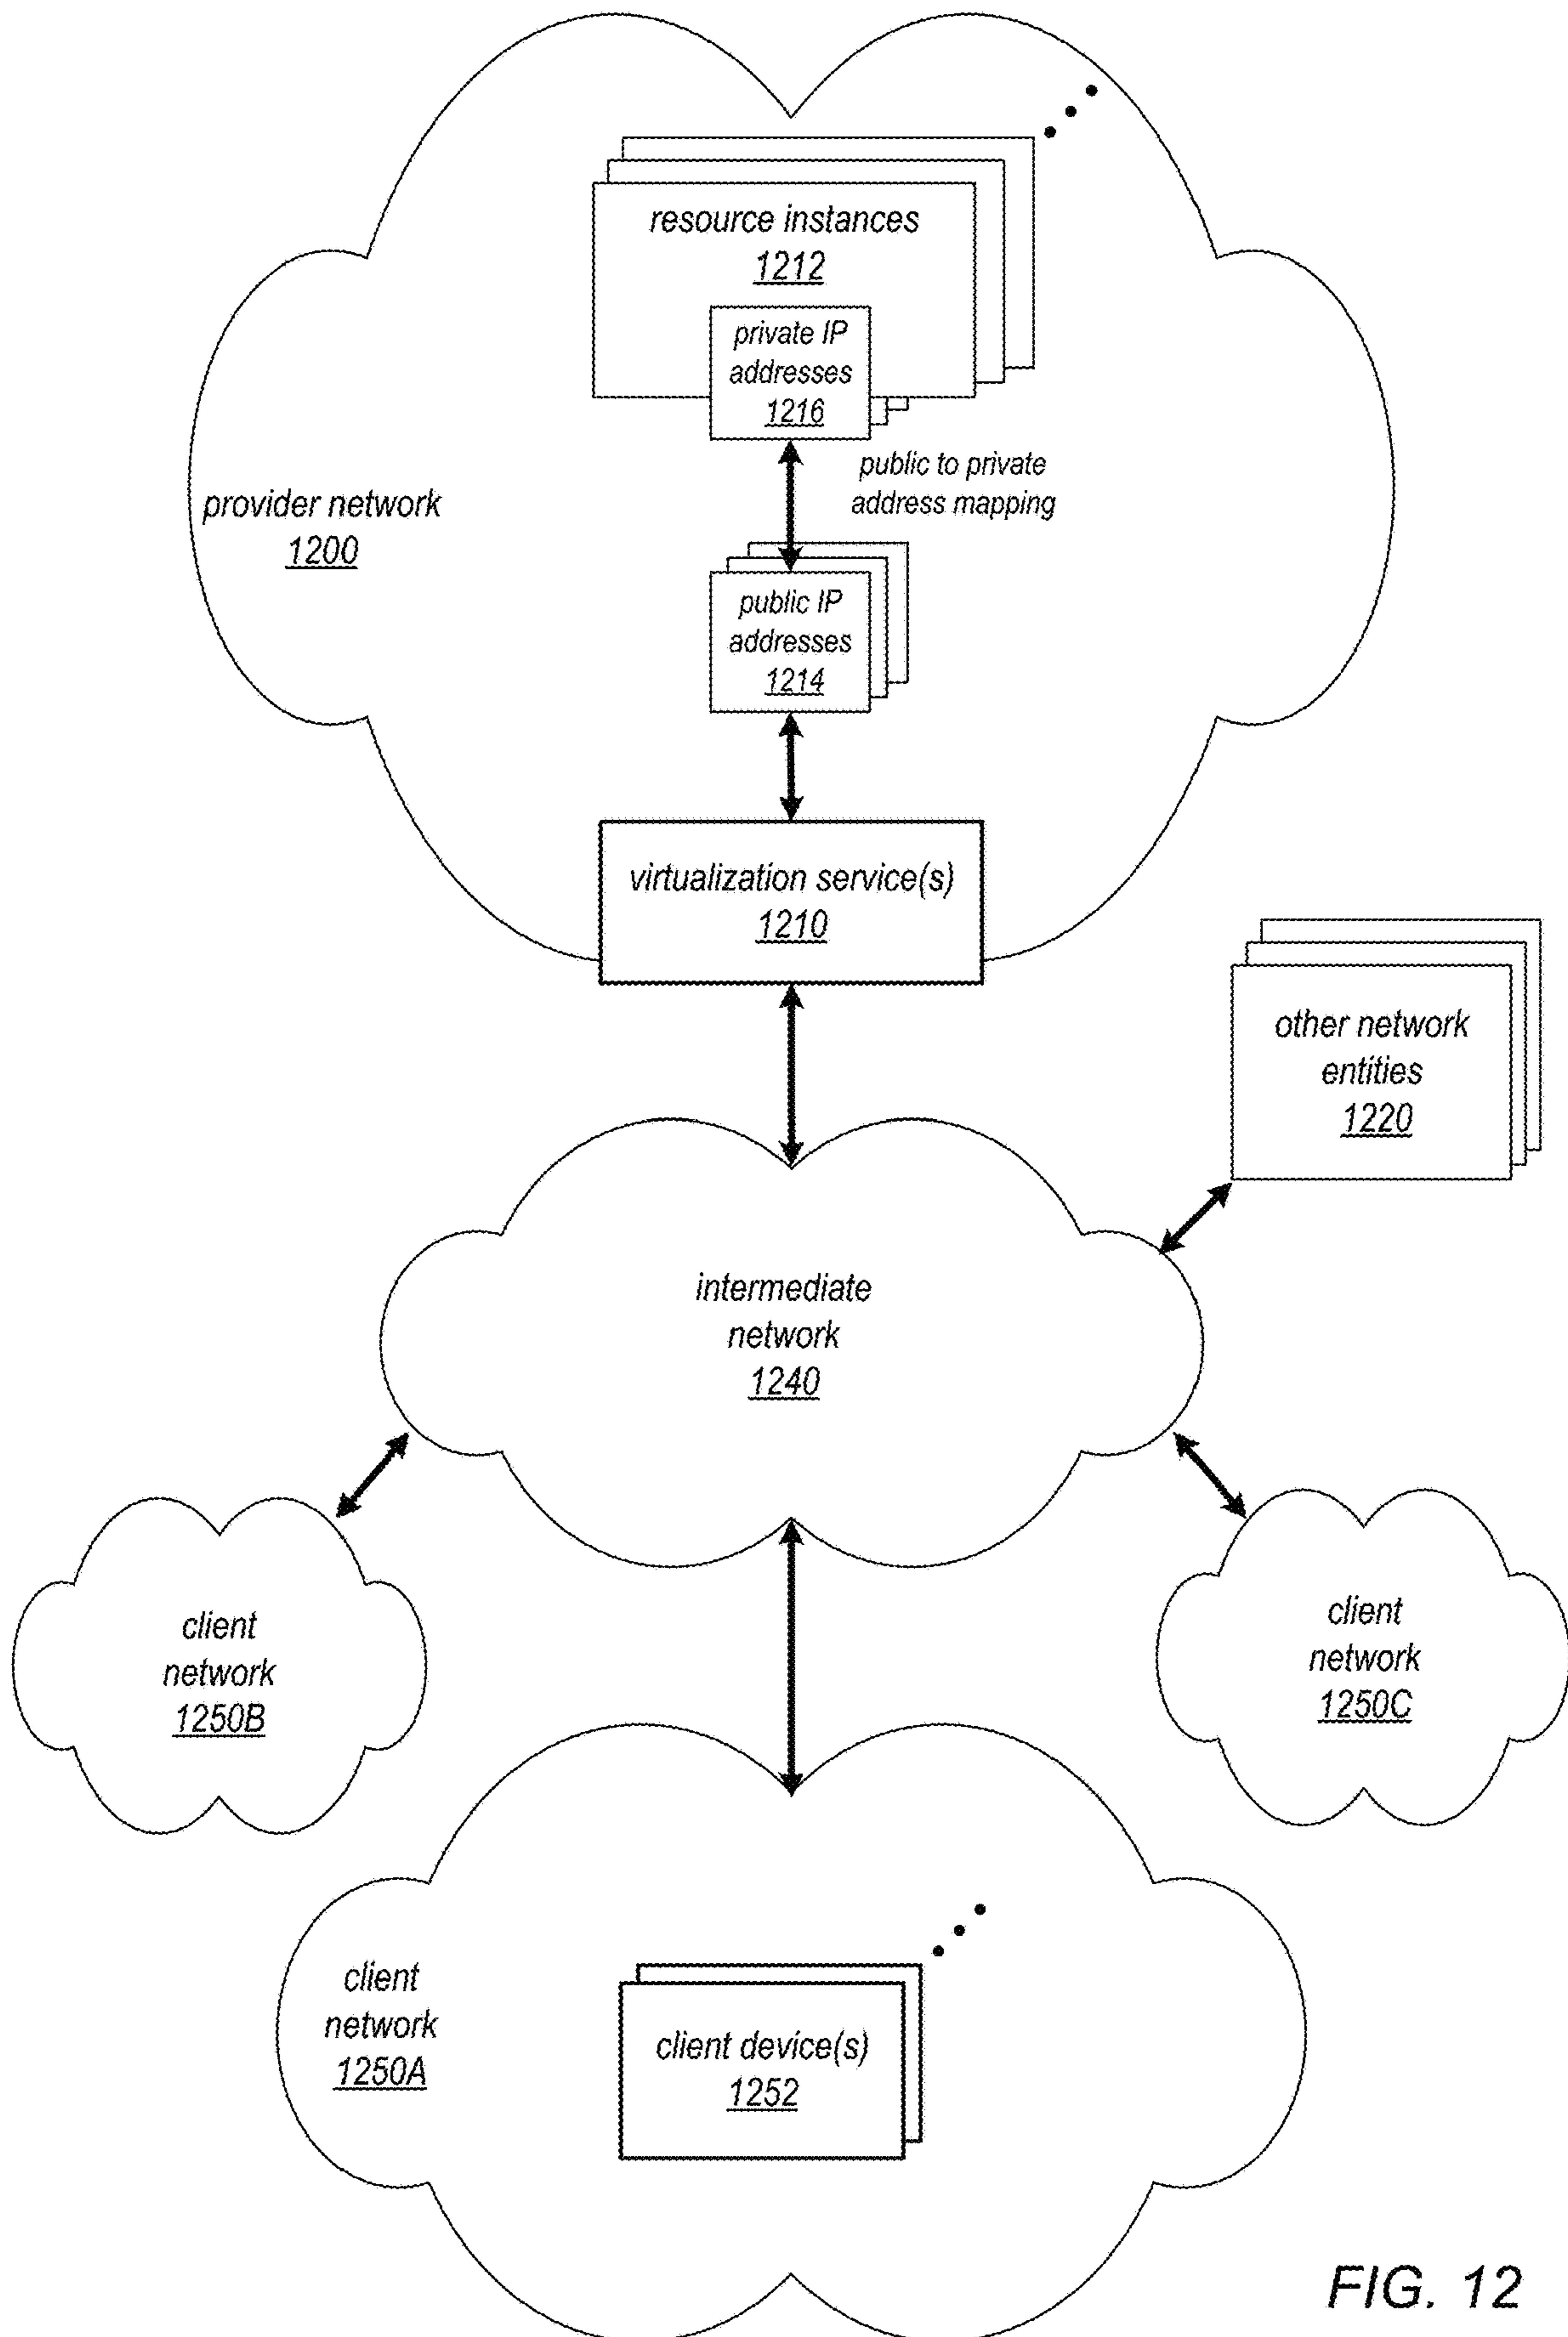 resource instances
1212
private IP
addresses
1216
public to private
address mapping
provider network
1200
public IP
addresses
1214
virtualization service(s)
1210
other network
entities
1220
intermediate
network
1240
client
network
1250B
client
network
1250C
client
network
1250A
client device(s)
1252
FIG. 12